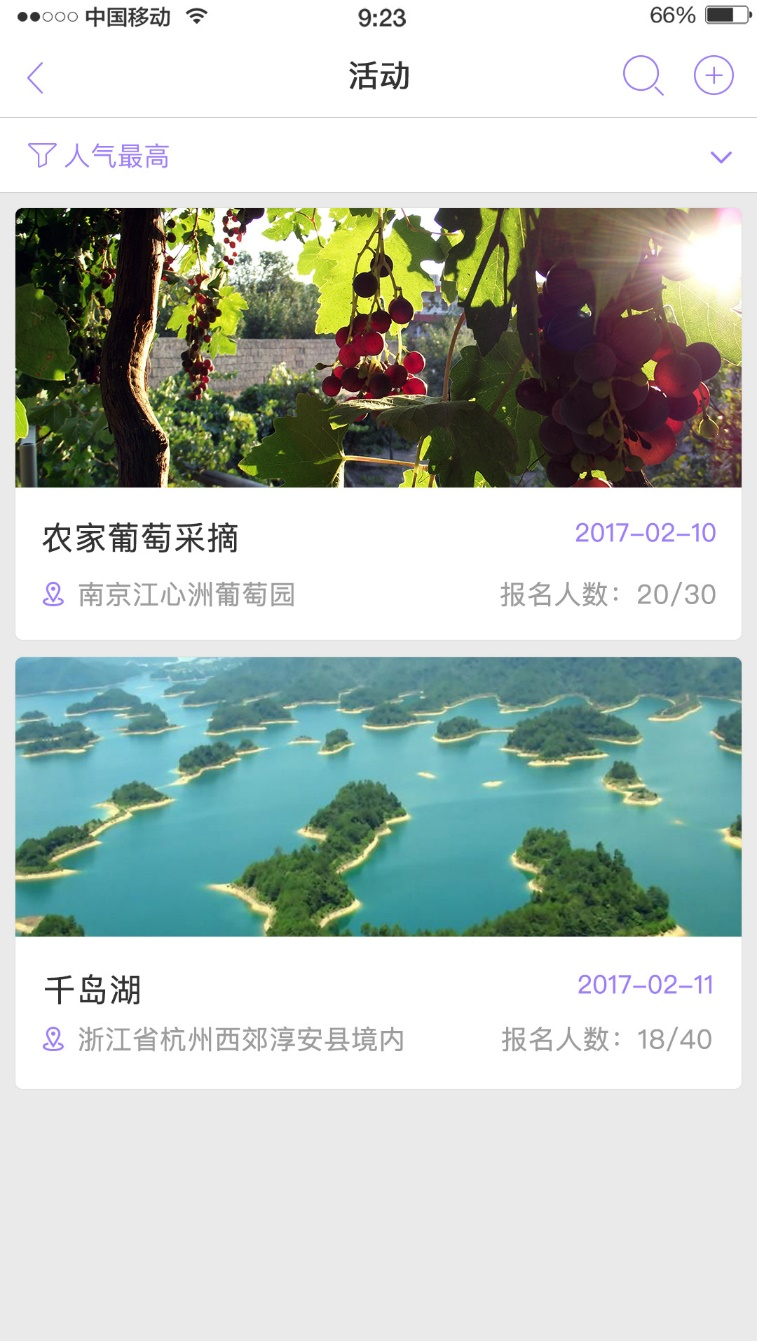 中国移动 9:23 66%
活动
人气最高
农家葡萄采摘 2017-02-10
南京江心洲葡萄园 报名人数：20/30
千岛湖 2017-02-11
浙江省杭州西郊淳安县境内 报名人数：18/40